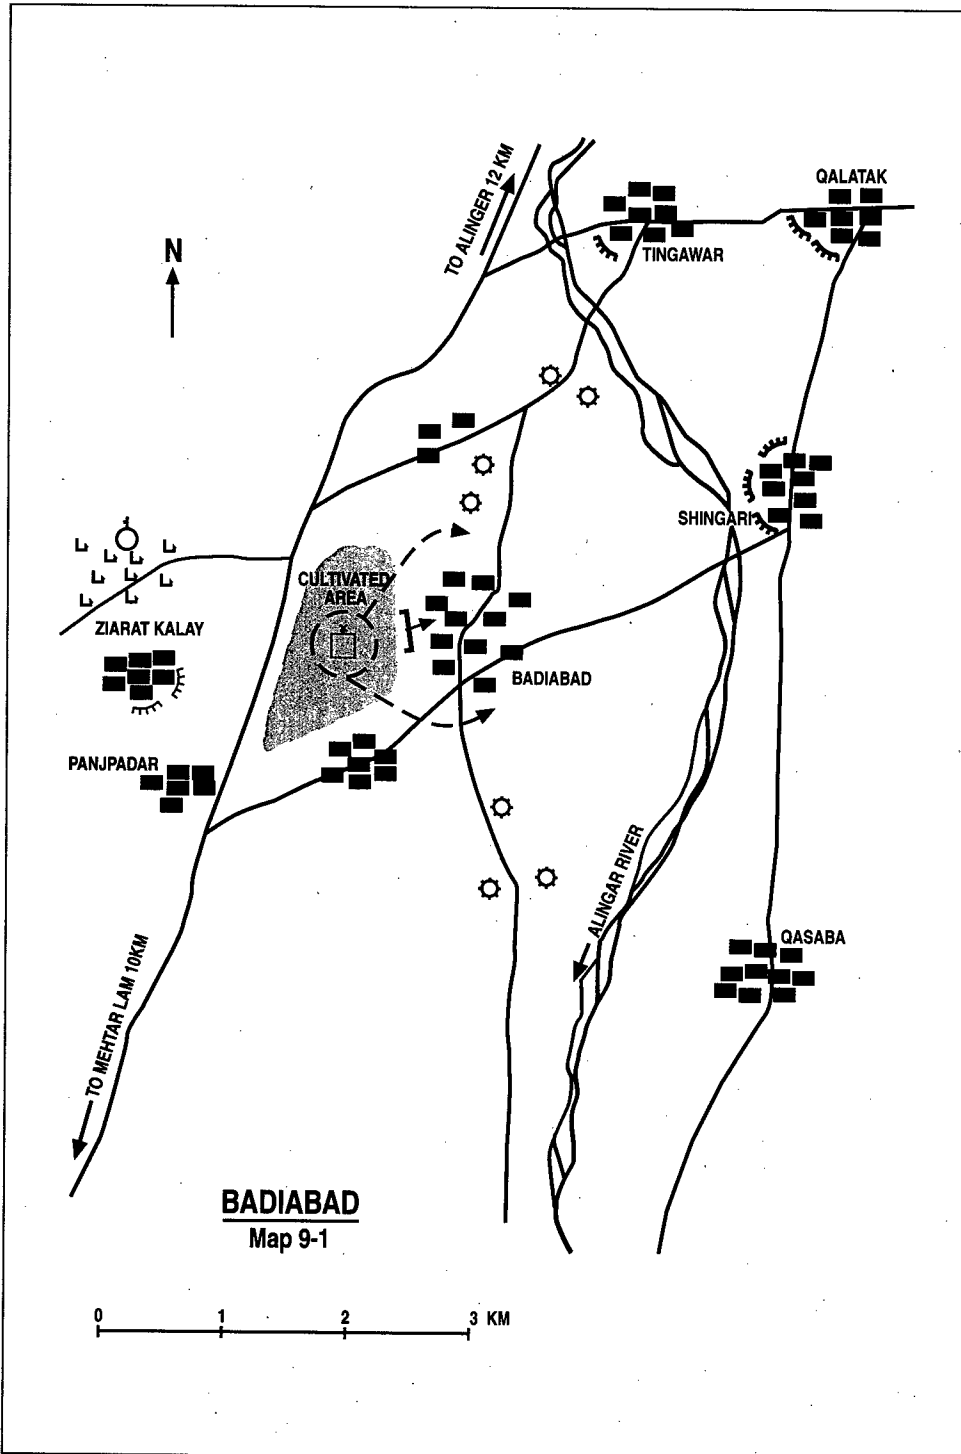 TO ALINGER 12 KM
QALATAK
N
TINGAWAR
SHINGARI
CULTIVATED
AREA
ZIARAT KALAY
BADIABAD
PANJPADAR
ALINGAR RIVER
QASABA
TO MEHTAR LAM 10KM
BADIABAD
Map 9-1
0 1 2 3 KM